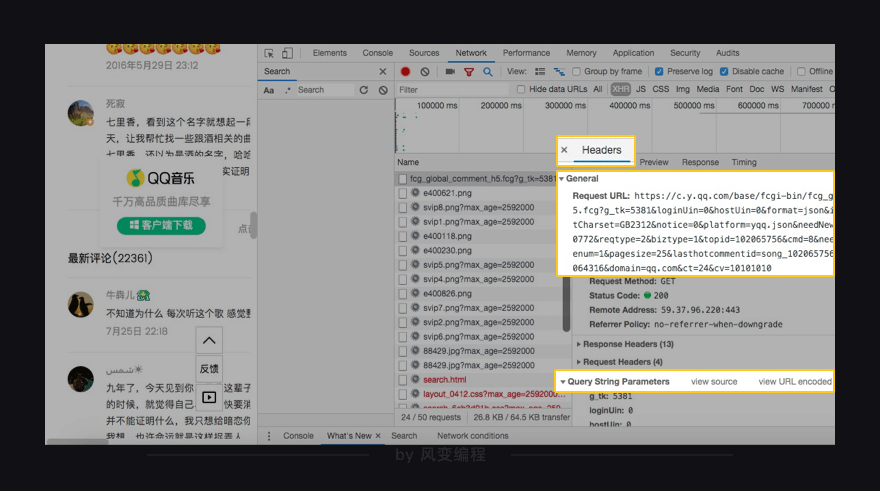 2016年5月29日 23:12
死寂
七里香，看到这个名字就想起一
天，让我帮忙找一些跟酒相关的曲
七里香，还以为是酒的名字，哈哈
实证明
QQ音乐
千万高品质曲库尽享
客户端下载
最新评论(22361)
牛犇儿
不知道为什么 每次听这个歌 感觉
7月25日 22:18
反馈
شمس☀
九年了，今天见到你
这辈子
的时候，就觉得自己
快要消
并不能证明什么，我只想给暗恋你
Elements Console Sources Network Performance Memory Application Security Audits
Search ×
View: Group by frame Preserve log Disable cache Offline
Aa .* Search
Filter Hide data URLs All XHR JS CSS Img Media Font Doc WS Manifest
100000 ms 200000 ms 300000 ms 400000 ms 500000 ms 600000 ms 700000
Name
× Headers Preview Response Timing
fcg_global_comment_h5.fcg?g_tk=5381
e400621.png
svip8.png?max_age=2592000
svip1.png?max_age=2592000
e400118.png
e400230.png
svip5.png?max_age=2592000
svip4.png?max_age=2592000
e400826.png
svip7.png?max_age=2592000
svip2.png?max_age=2592000
svip6.png?max_age=2592000
88429.jpg?max_age=2592000
88429.jpg?max_age=2592000
search.html
layout_0412.css?max_age=2592000...
24 / 50 requests 26.8 KB / 64.5 KB transfer
General
Request URL: https://c.y.qq.com/base/fcgi-bin/fcg_g
5.fcg?g_tk=5381&loginUin=0&hostUin=0&format=json&i
tCharset=GB2312&notice=0&platform=yqq.json&needNew
0772&reqtype=2&biztype=1&topid=102065756&cmd=8&nee
enum=1&pagesize=25&lasthotcommentid=song_102065756
064316&domain=qq.com&ct=24&cv=10101010
Request Method: GET
Status Code: 200
Remote Address: 59.37.96.220:443
Referrer Policy: no-referrer-when-downgrade
Response Headers (13)
Request Headers (4)
Query String Parameters view source view URL encoded
g_tk: 5381
loginUin: 0
hostUin: 0
Console What's New × Search Network conditions
by 风变编程